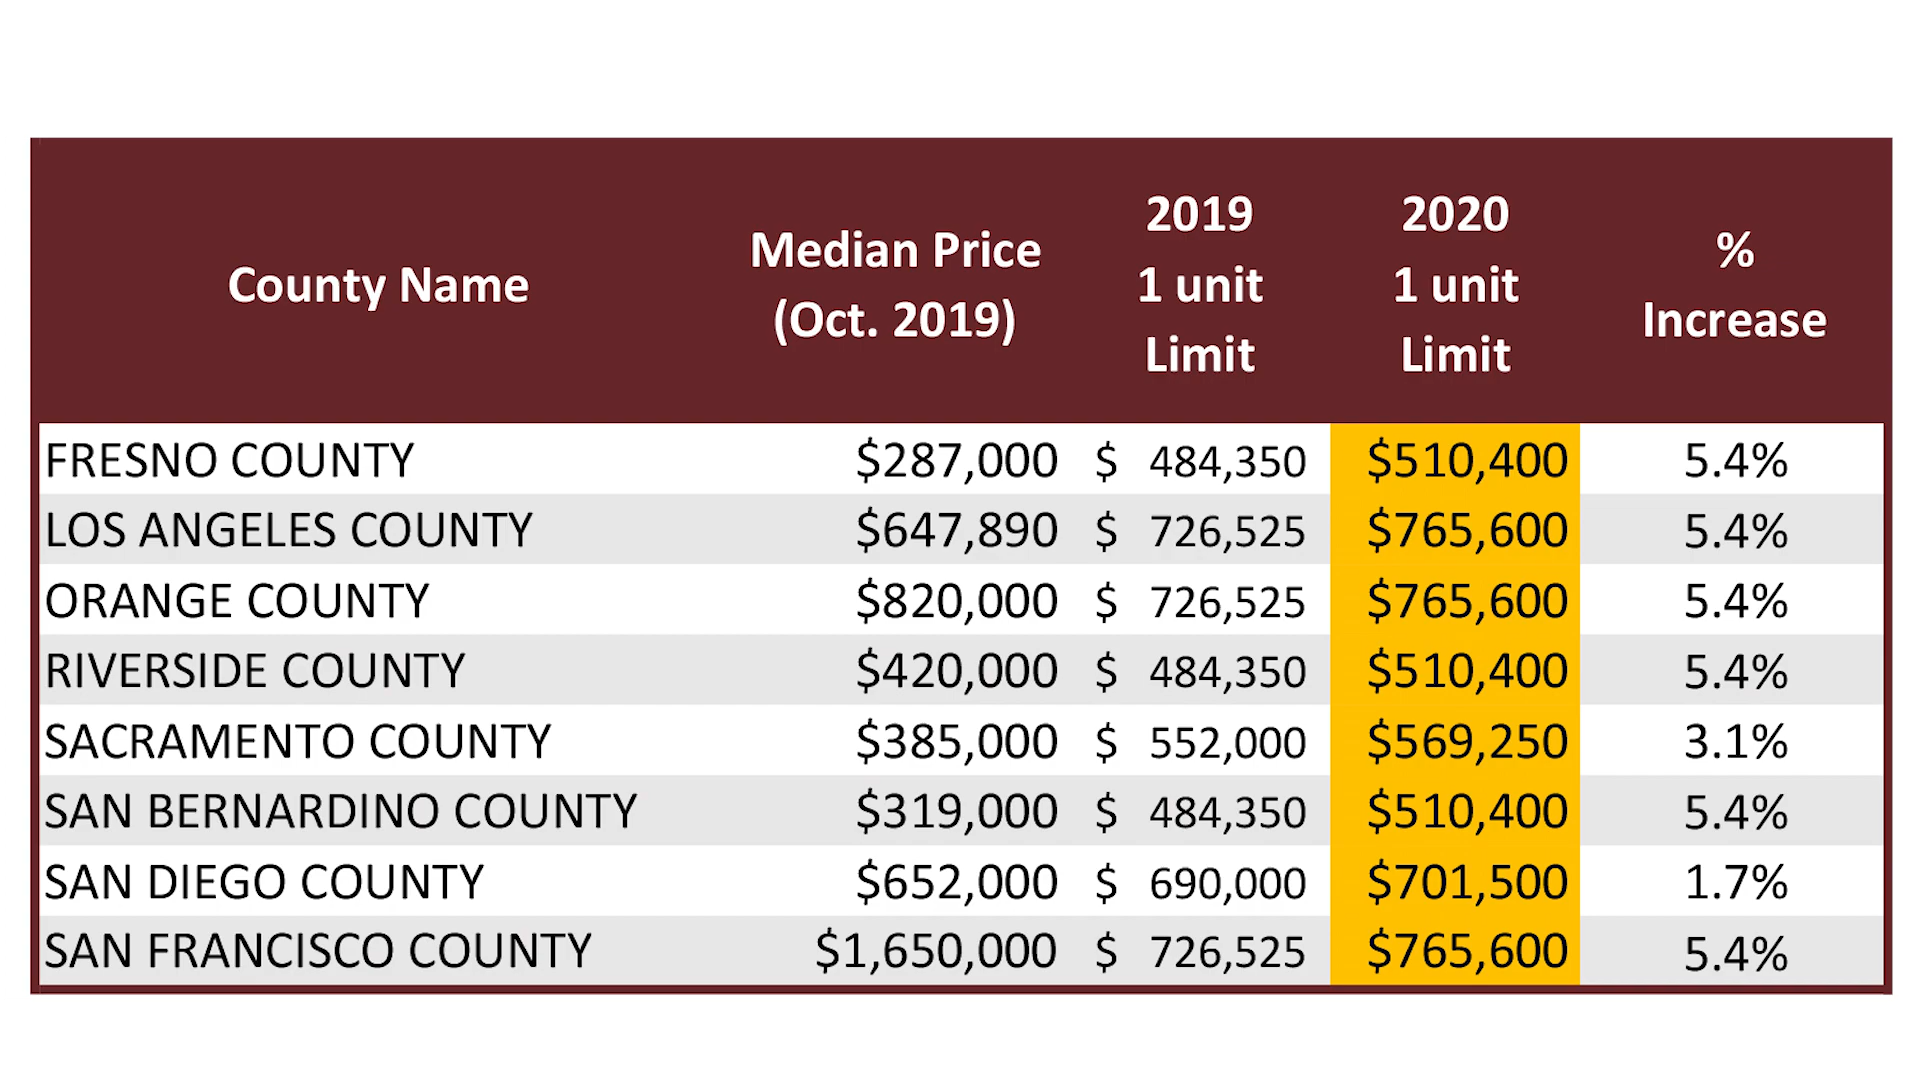 County Name
Median Price
(Oct. 2019)
2019
1 unit
Limit
2020
1 unit
Limit
%
Increase
FRESNO COUNTY $287,000 $ 484,350 $510,400 5.4%
LOS ANGELES COUNTY $647,890 $ 726,525 $765,600 5.4%
ORANGE COUNTY $820,000 $ 726,525 $765,600 5.4%
RIVERSIDE COUNTY $420,000 $ 484,350 $510,400 5.4%
SACRAMENTO COUNTY $385,000 $ 552,000 $569,250 3.1%
SAN BERNARDINO COUNTY $319,000 $ 484,350 $510,400 5.4%
SAN DIEGO COUNTY $652,000 $ 690,000 $701,500 1.7%
SAN FRANCISCO COUNTY $1,650,000 $ 726,525 $765,600 5.4%